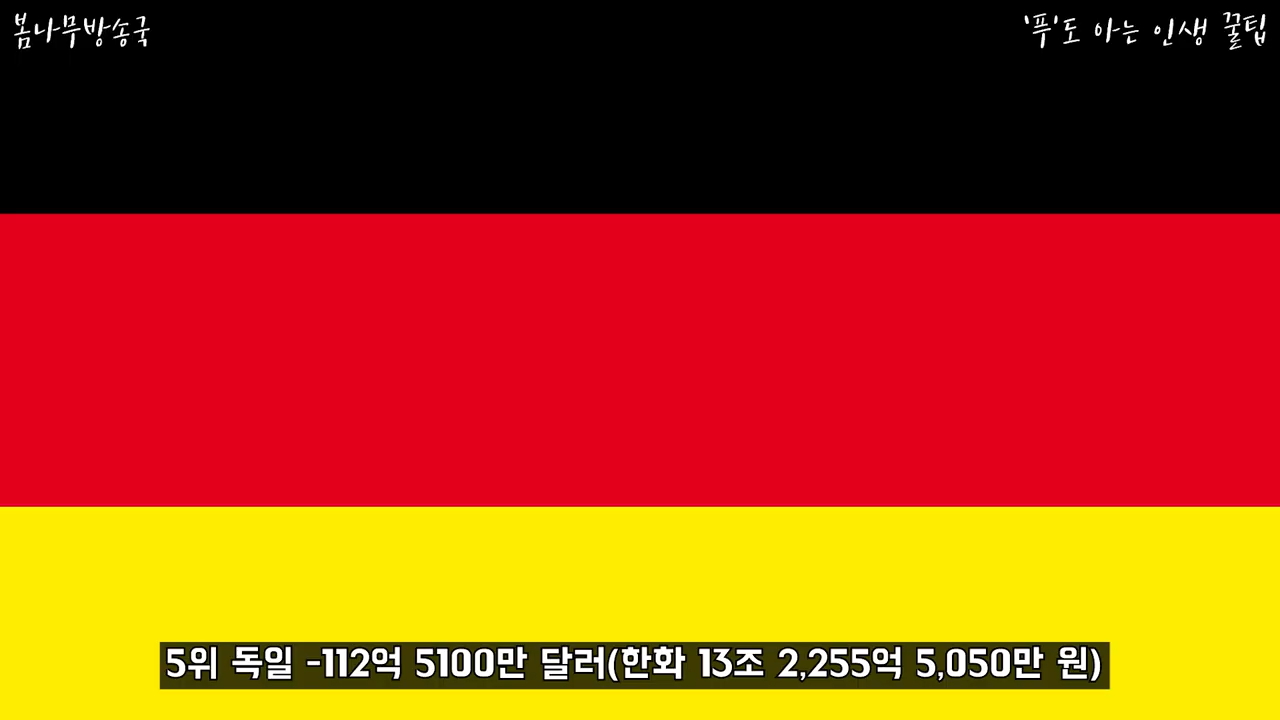 봄나무방송국
'푸'도 아는 인생 꿀팁
5위 독일 -112억 5100만 달러(한화 13조 2,255억 5,050만 원)